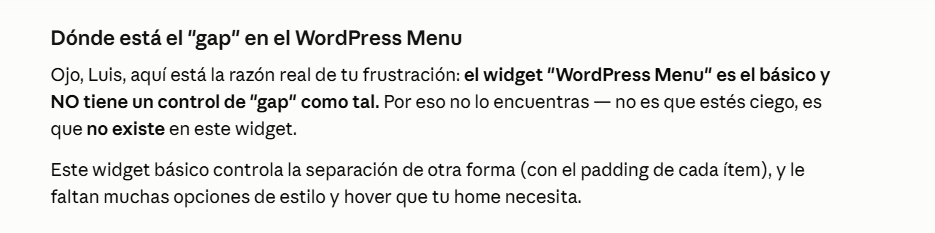 Dónde está el "gap" en el WordPress Menu
Ojo, Luis, aquí está la razón real de tu frustración: el widget "WordPress Menu" es el básico y
NO tiene un control de "gap" como tal. Por eso no lo encuentras — no es que estés ciego, es
que no existe en este widget.
Este widget básico controla la separación de otra forma (con el padding de cada ítem), y le
faltan muchas opciones de estilo y hover que tu home necesita.